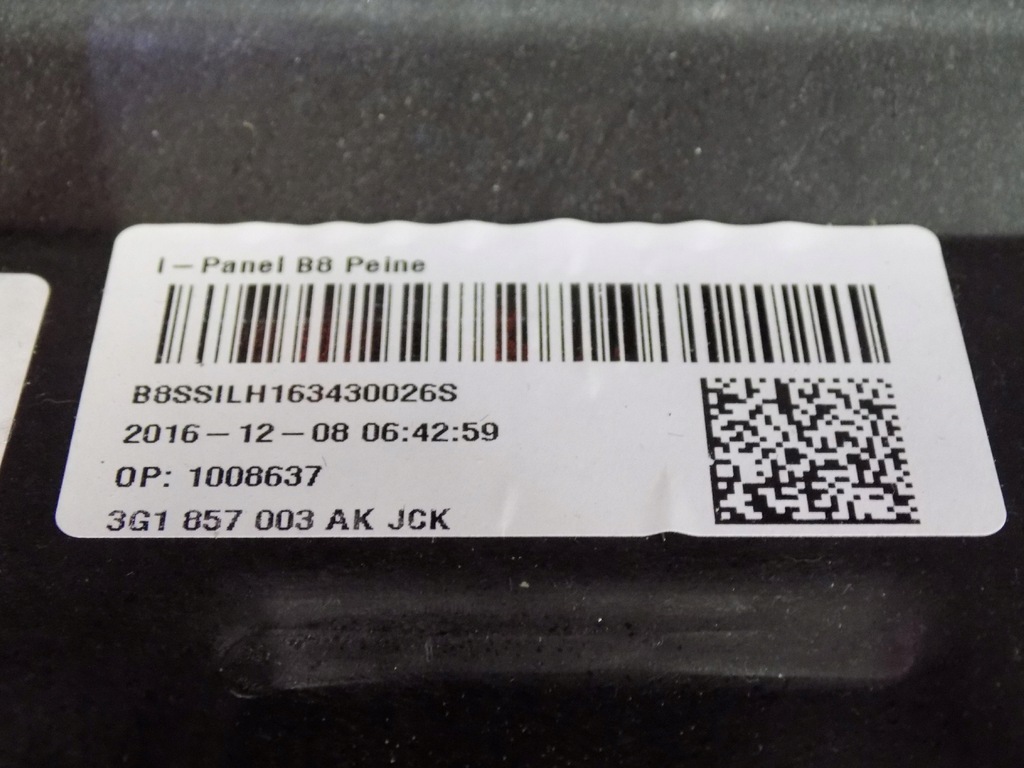 I-Panel B8 Peine
B8SSILH163430026S
2016-12-08 06:42:59
OP: 1008637
3G1 857 003 AK JCK